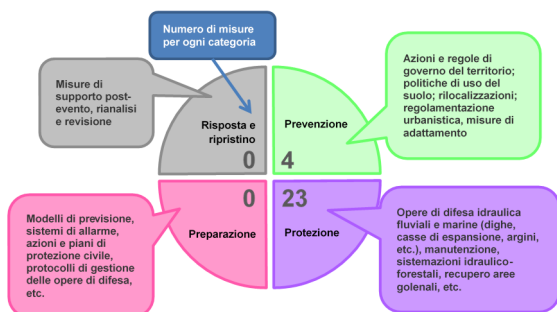 Numero di misure
per ogni categoria
Misure di
supporto post-
evento, rianalisi
e revisione
Risposta e
ripristino
0
Prevenzione
4
Azioni e regole di
governo del territorio;
politiche di uso del
suolo; rilocalizzazioni;
regolamentazione
urbanistica, misure di
adattamento
Modelli di previsione,
sistemi di allarme,
azioni e piani di
protezione civile,
protocolli di gestione
delle opere di difesa,
etc.
0
Preparazione
23
Protezione
Opere di difesa idraulica
fluviali e marine (dighe,
casse di espansione, argini,
etc.), manutenzione,
sistemazioni idraulico-
forestali, recupero aree
golenali, etc.